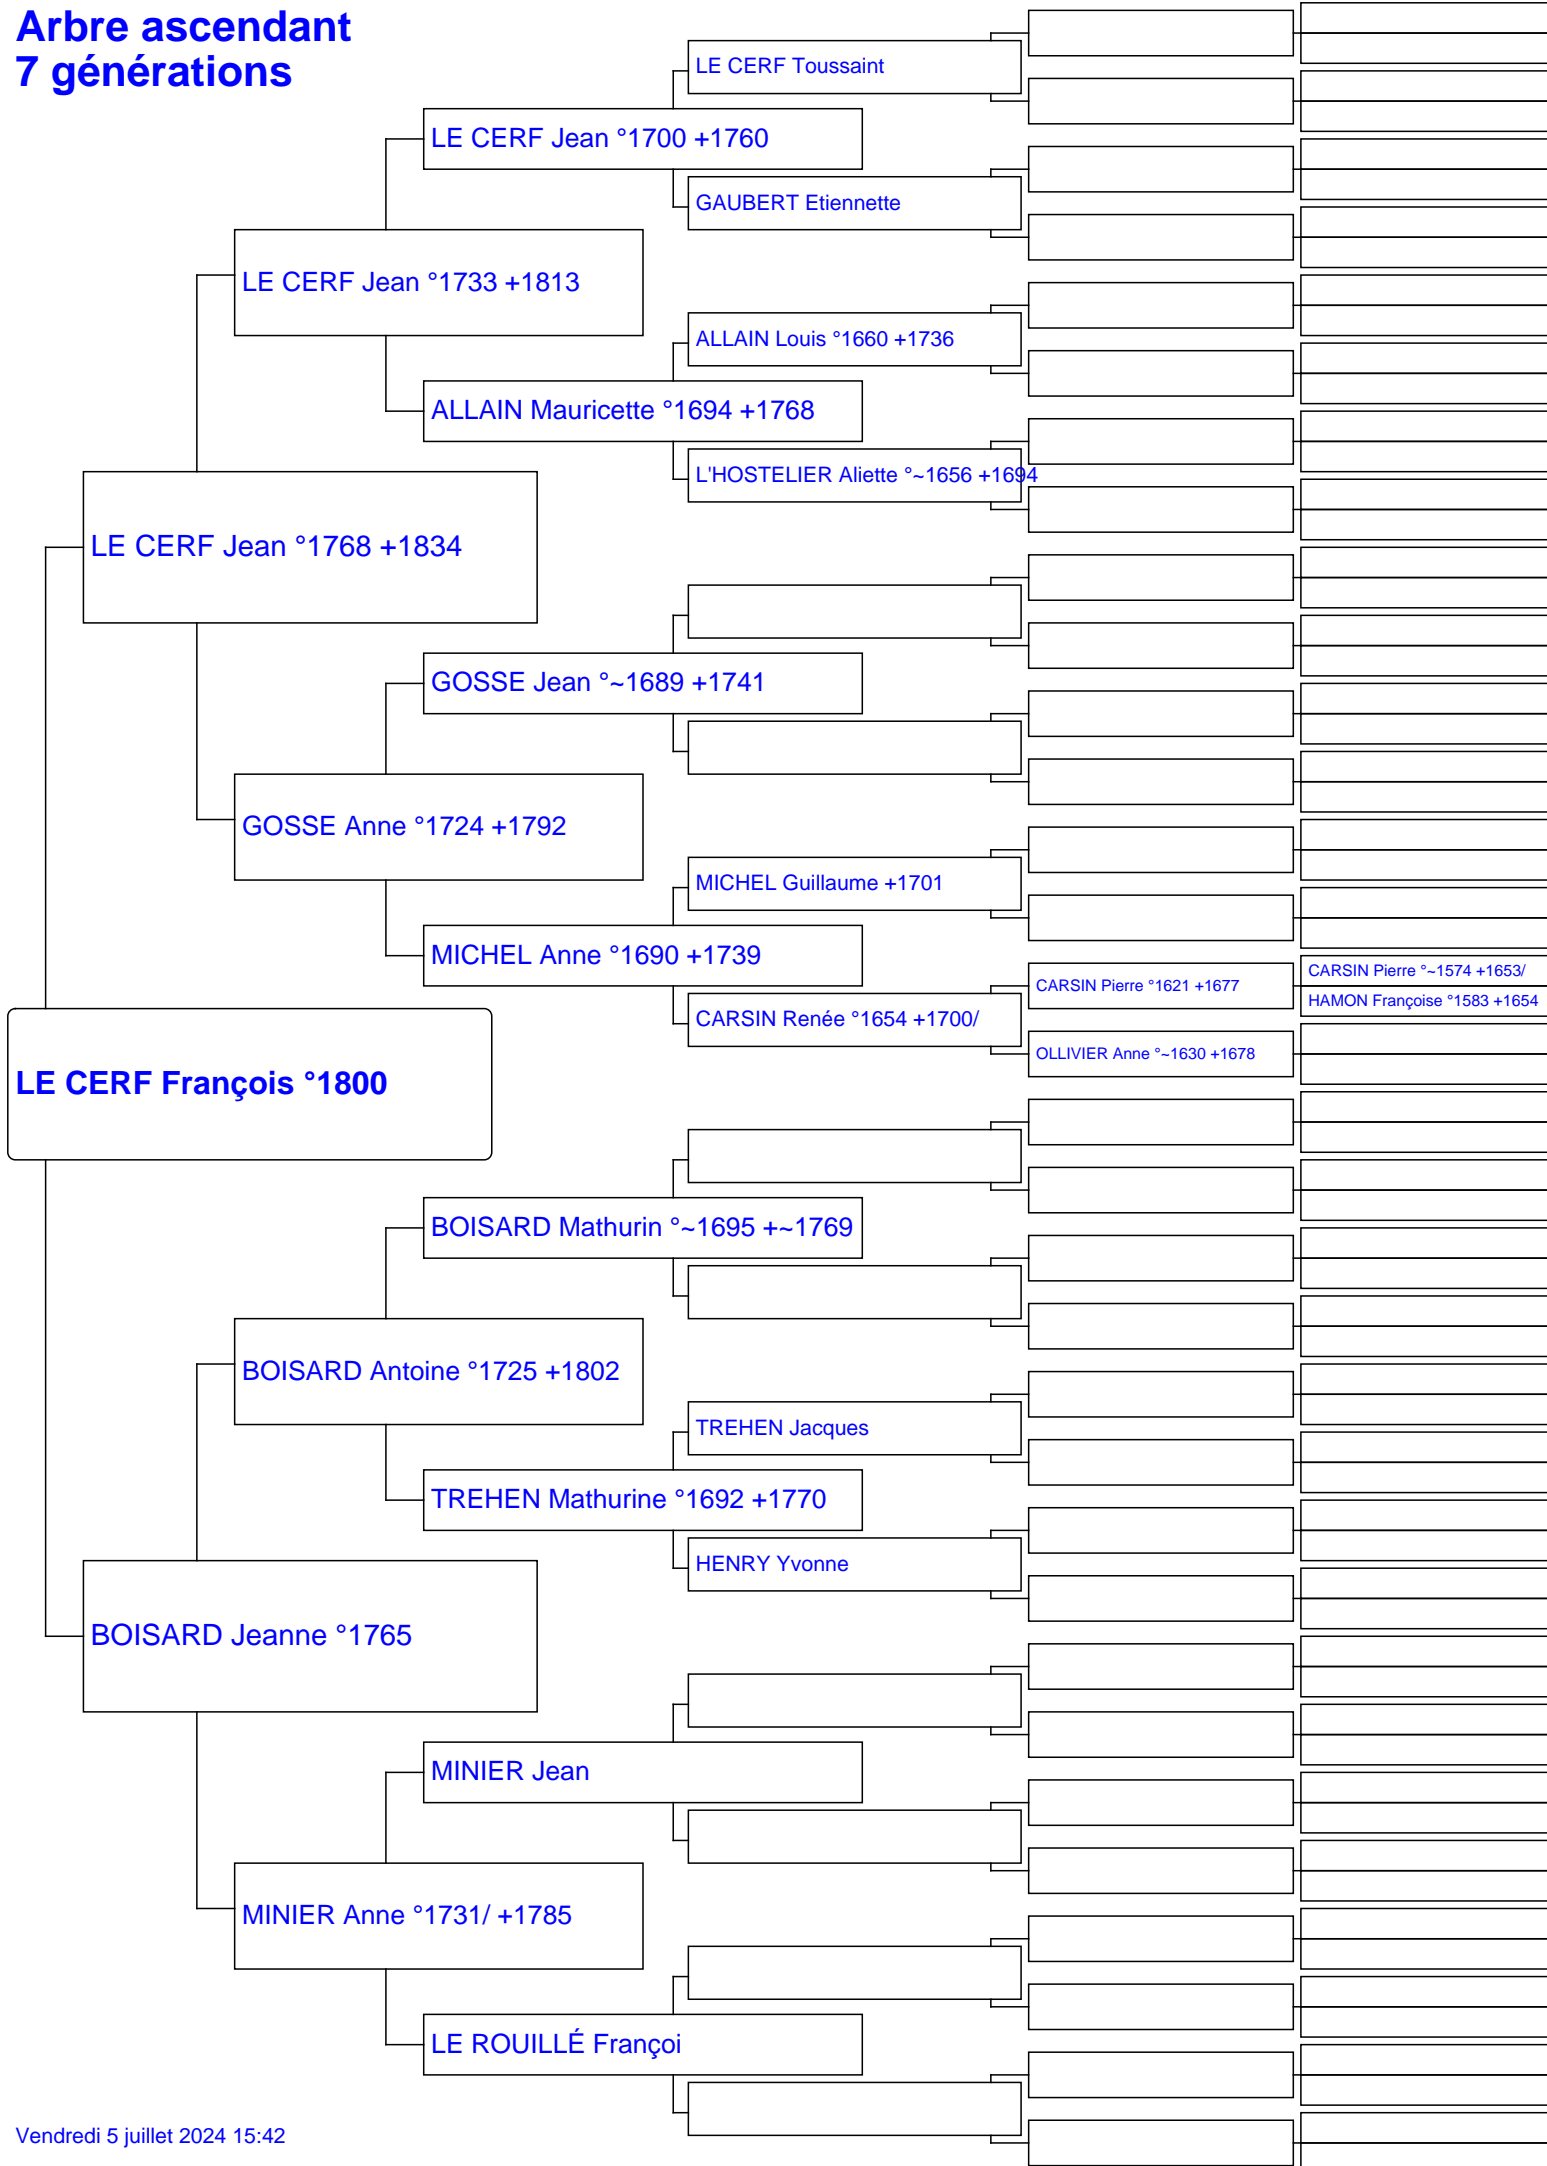 Arbre ascendant
7 générations
LE CERF Toussaint
LE CERF Jean °1700 +1760
GAUBERT Etiennette
LE CERF Jean °1733 +1813
ALLAIN Louis °1660 +1736
ALLAIN Mauricette °1694 +1768
L'HOSTELIER Aliette °~1656 +1694
LE CERF Jean °1768 +1834
GOSSE Jean °~1689 +1741
GOSSE Anne °1724 +1792
MICHEL Guillaume +1701
MICHEL Anne °1690 +1739
CARSIN Pierre °~1574 +1653/
CARSIN Pierre °1621 +1677
HAMON Françoise °1583 +1654
CARSIN Renée °1654 +1700/
OLLIVIER Anne °~1630 +1678
LE CERF François °1800
BOISARD Mathurin °~1695 +~1769
BOISARD Antoine °1725 +1802
TREHEN Jacques
TREHEN Mathurine °1692 +1770
HENRY Yvonne
BOISARD Jeanne °1765
MINIER Jean
MINIER Anne °1731/ +1785
LE ROUILLÉ Françoi
Vendredi 5 juillet 2024 15:42